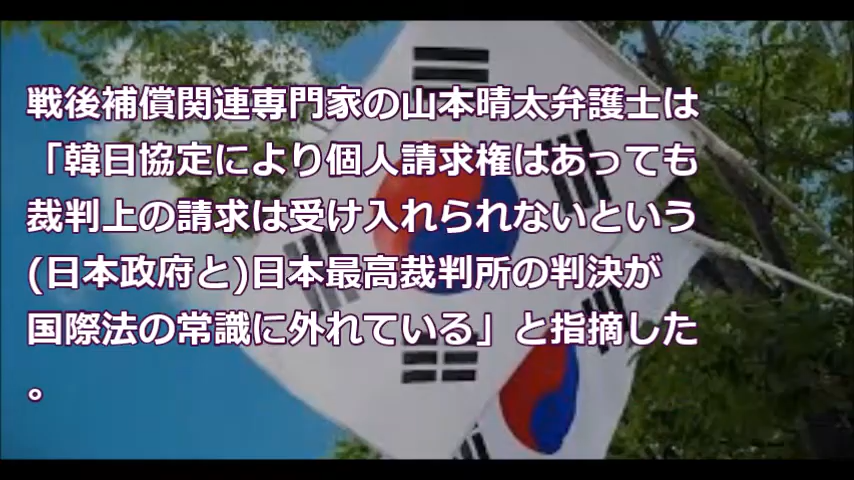 戦後補償関連専門家の山本晴太弁護士は
「韓日協定により個人請求権はあっても
裁判上の請求は受け入れられないという
(日本政府と)日本最高裁判所の判決が
国際法の常識に外れている」と指摘した
。